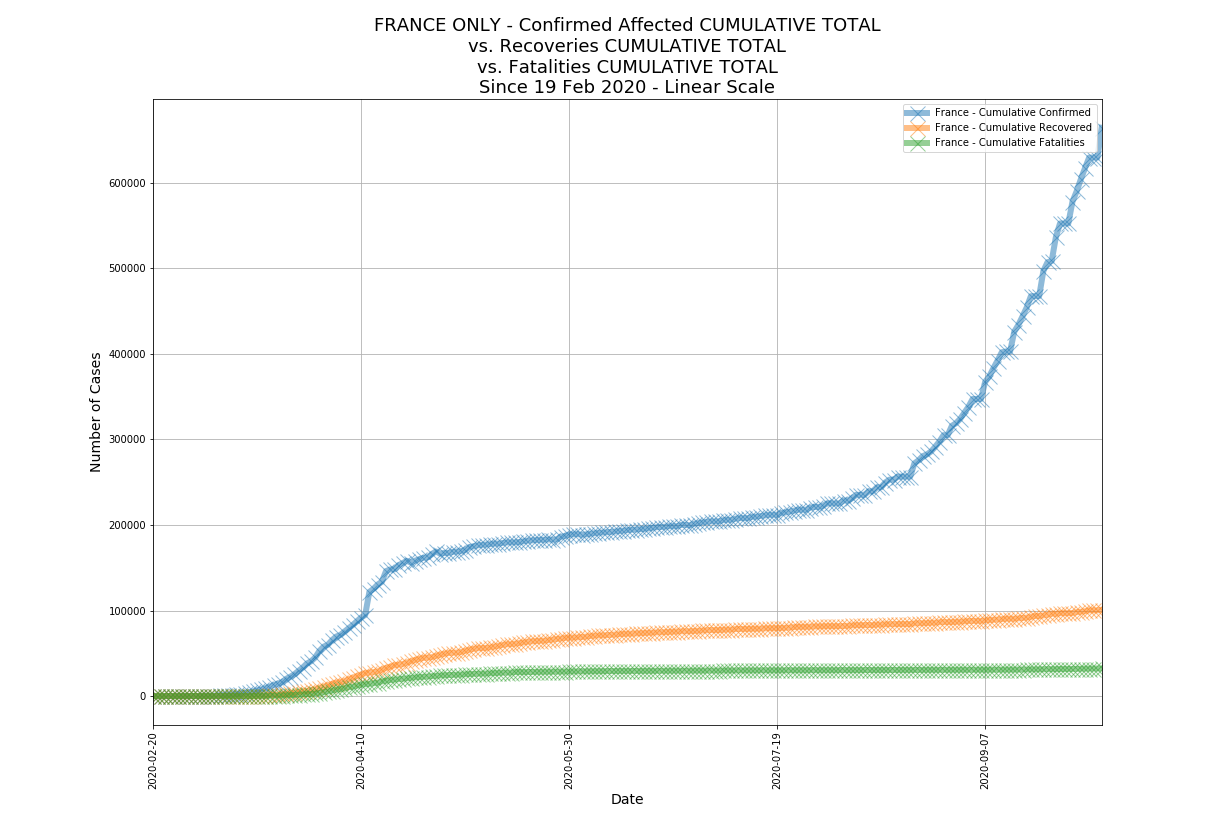 FRANCE ONLY - Confirmed Affected CUMULATIVE TOTAL
vs. Recoveries CUMULATIVE TOTAL
vs. Fatalities CUMULATIVE TOTAL
Since 19 Feb 2020 - Linear Scale
France - Cumulative Confirmed
France - Cumulative Recovered
France - Cumulative Fatalities
600000
500000
400000
300000
200000
100000
0
Number of Cases
2020-02-20
2020-04-10
2020-05-30
2020-07-19
2020-09-07
Date